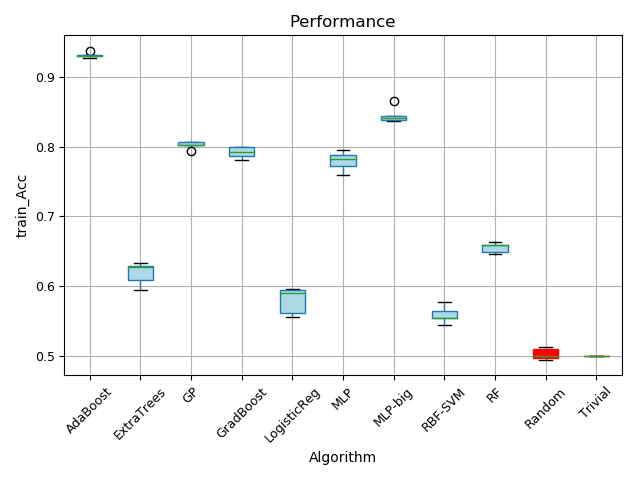 Performance
train_Acc
0.9
0.8
0.7
0.6
0.5
AdaBoost
ExtraTrees
GP
GradBoost
LogisticReg
MLP
MLP-big
RBF-SVM
RF
Random
Trivial
Algorithm